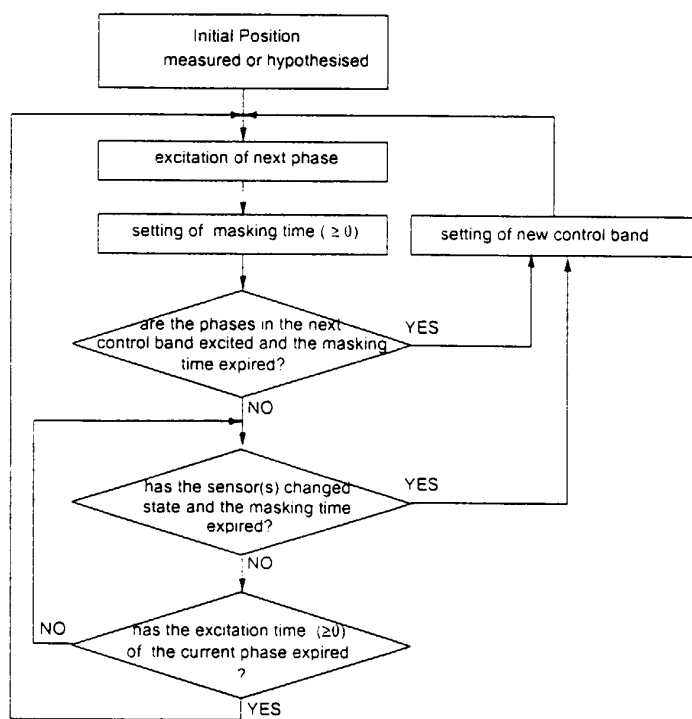 Initial Position
measured or hypothesised
excitation of next phase
setting of masking time ( ≥ 0)
setting of new control band
are the phases in the next
control band excited and the masking
time expired?
YES
NO
has the sensor(s) changed
state and the masking time
expired?
YES
NO
has the excitation time (≥0)
of the current phase expired
?
NO
YES